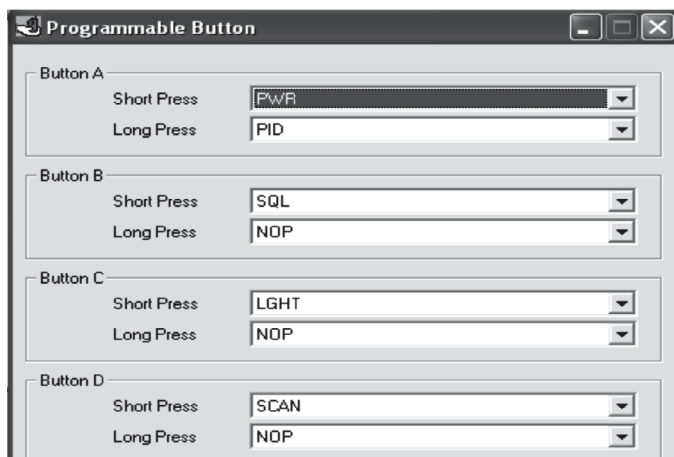 Programmable Button
Button A
Short Press PWR
Long Press PID
Button B
Short Press SQL
Long Press NOP
Button C
Short Press LGHT
Long Press NOP
Button D
Short Press SCAN
Long Press NOP